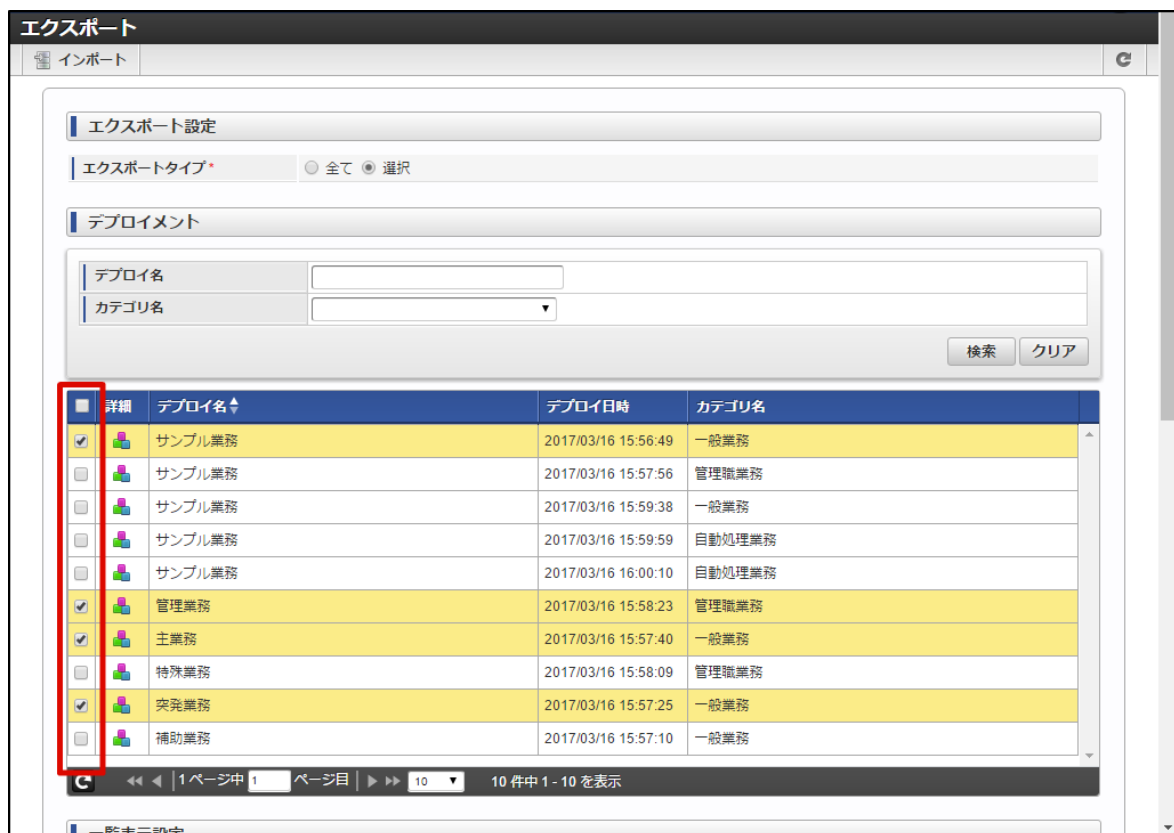 エクスポート
インポート
エクスポート設定
エクスポートタイプ* 全て 選択
デプロイメント
デプロイ名
カテゴリ名
検索 クリア
詳細 デプロイ名 デプロイ日時 カテゴリ名
サンプル業務 2017/03/16 15:56:49 一般業務
サンプル業務 2017/03/16 15:57:56 管理職業務
サンプル業務 2017/03/16 15:59:38 一般業務
サンプル業務 2017/03/16 15:59:59 自動処理業務
サンプル業務 2017/03/16 16:00:10 自動処理業務
管理業務 2017/03/16 15:58:23 管理職業務
主業務 2017/03/16 15:57:40 一般業務
特殊業務 2017/03/16 15:58:09 管理職業務
突発業務 2017/03/16 15:57:25 一般業務
補助業務 2017/03/16 15:57:10 一般業務
1 ページ中 1 ページ目 10 10 件中 1 - 10 を表示
一覧表示設定